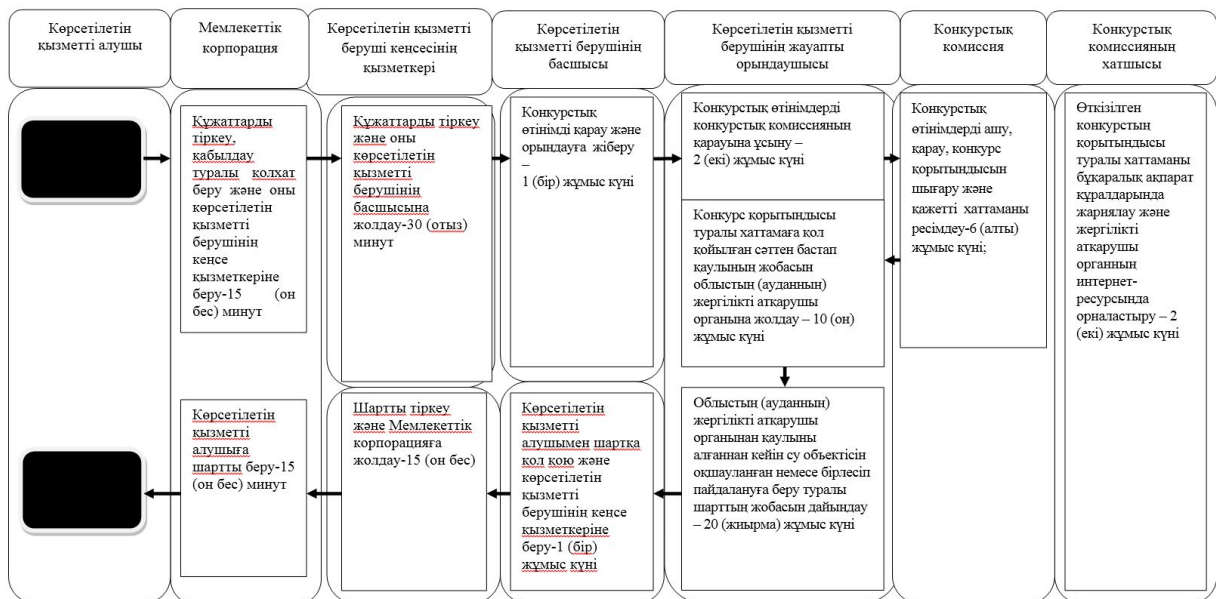 Көрсетілетін
қызметті алушы
Мемлекеттік
корпорация
Көрсетілетін қызметті
беруші кеңсесінің
қызметкері
Көрсетілетін
қызметті берушінің
басшысы
Көрсетілетін қызметті
берушінің жауапты
орындаушысы
Конкурстық
комиссия
Конкурстық
комиссияның
хатшысы
Құжаттарды
тіркеу,
қабылдау
туралы қолхат
беру және оны
көрсетілетін
қызметті
берушінің
кеңсе
қызметкеріне
беру-15 (он
бес) минут
Құжаттарды тіркеу
және оны
көрсетілетін
қызметті
берушінің
басшысына
жолдау-30 (отыз)
минут
Конкурстық
өтінімді қарау және
орындауға жіберу
–
1 (бір) жұмыс күні
Конкурстық өтінімдерді
конкурстық комиссияның
қарауына ұсыну –
2 (екі) жұмыс күні
Конкурс қорытындысы
туралы хаттамаға қол
қойылған сәттен бастап
қаулының жобасын
облыстың (ауданның)
жергілікті атқарушы
органына жолдау – 10 (он)
жұмыс күні
Конкурстық
өтінімдерді ашу,
қарау, конкурс
қорытындысын
шығару және
қажетті хаттаманы
ресімдеу-6 (алты)
жұмыс күні;
Өткізілген
конкурстың
қорытындысы
туралы хаттаманы
бұқаралық ақпарат
құралдарында
жариялау және
жергілікті
атқарушы
органның
интернет-
ресурсында
орналастыру – 2
(екі) жұмыс күні
Көрсетілетін
қызметті
алушыға
шартты беру-15
(он бес) минут
Шартты тіркеу
және Мемлекеттік
корпорацияға
жолдау-15 (он бес)
Көрсетілетін
қызметті
алушымен шартқа
қол қою және
көрсетілетін
қызметті
берушінің кеңсе
қызметкеріне
беру-1 (бір)
жұмыс күні
Облыстың (ауданның)
жергілікті атқарушы
органынан қаулыны
алғаннан кейін су объектісін
оқшауланған немесе бірлесіп
пайдалануға беру туралы
шарттың жобасын дайындау
– 20 (жиырма) жұмыс күні